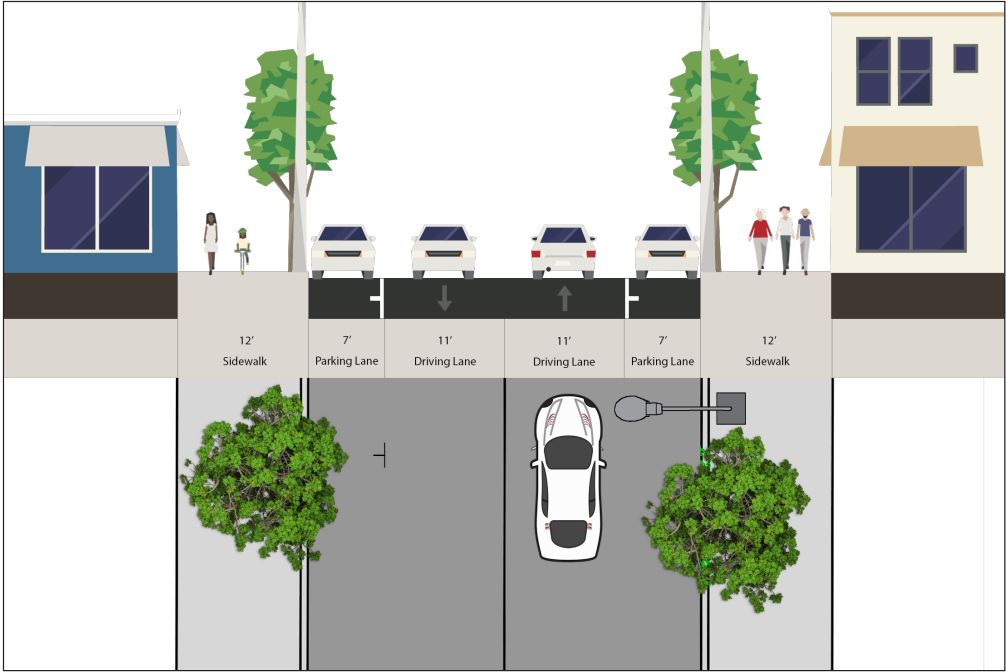 12′
Sidewalk
7′
Parking Lane
11′
Driving Lane
11′
Driving Lane
7′
Parking Lane
12′
Sidewalk